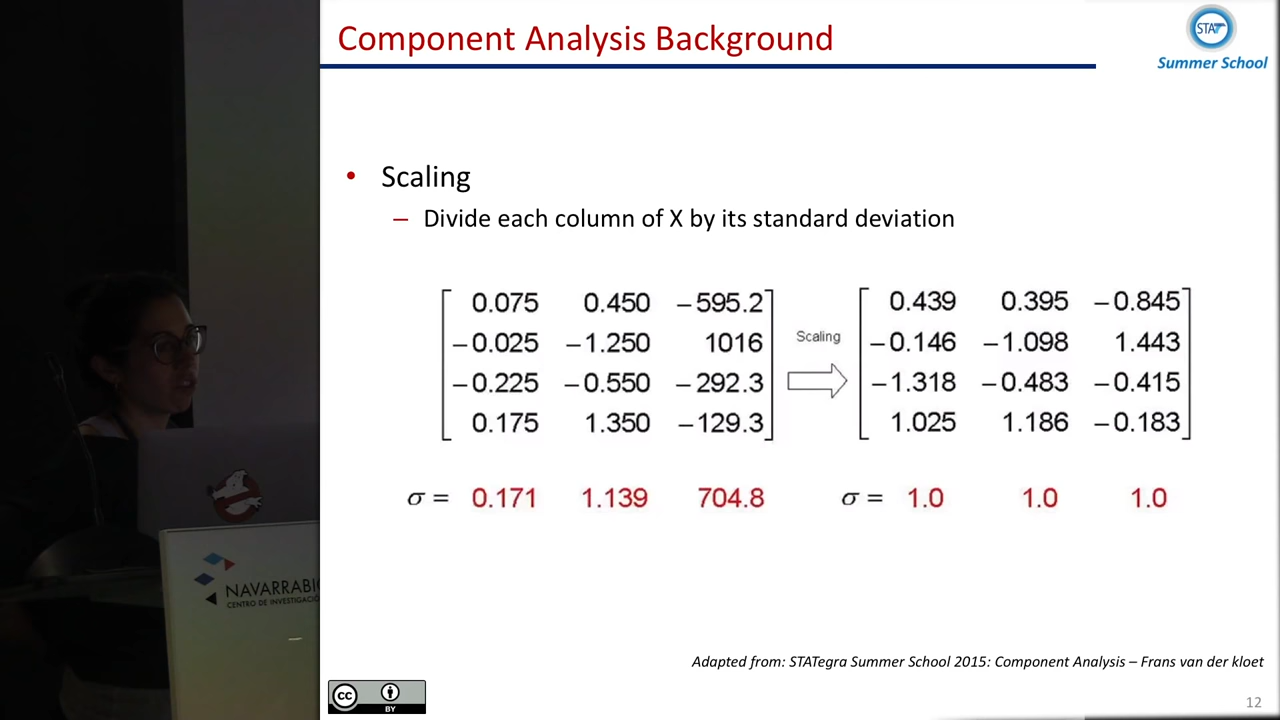 Component Analysis Background
STAT
Summer School
• Scaling
– Divide each column of X by its standard deviation
0.075 0.450 −595.2
−0.025 −1.250 1016
−0.225 −0.550 −292.3
0.175 1.350 −129.3
Scaling
0.439 0.395 −0.845
−0.146 −1.098 1.443
−1.318 −0.483 −0.415
1.025 1.186 −0.183
σ = 0.171 1.139 704.8
σ = 1.0 1.0 1.0
NAVARRABI
CENTRO DE INVESTIGACIÓ
Adapted from: STATegra Summer School 2015: Component Analysis – Frans van der kloet
cc
BY
12